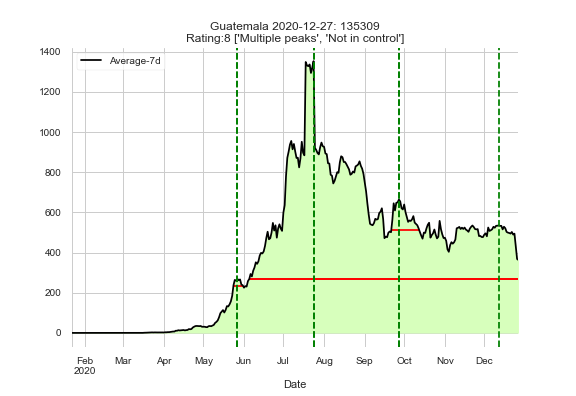 Guatemala 2020-12-27: 135309
Rating:8 ['Multiple peaks', 'Not in control']
1400
Average-7d
1200
1000
800
600
400
200
0
Feb Mar Apr May Jun Jul Aug Sep Oct Nov Dec
2020
Date